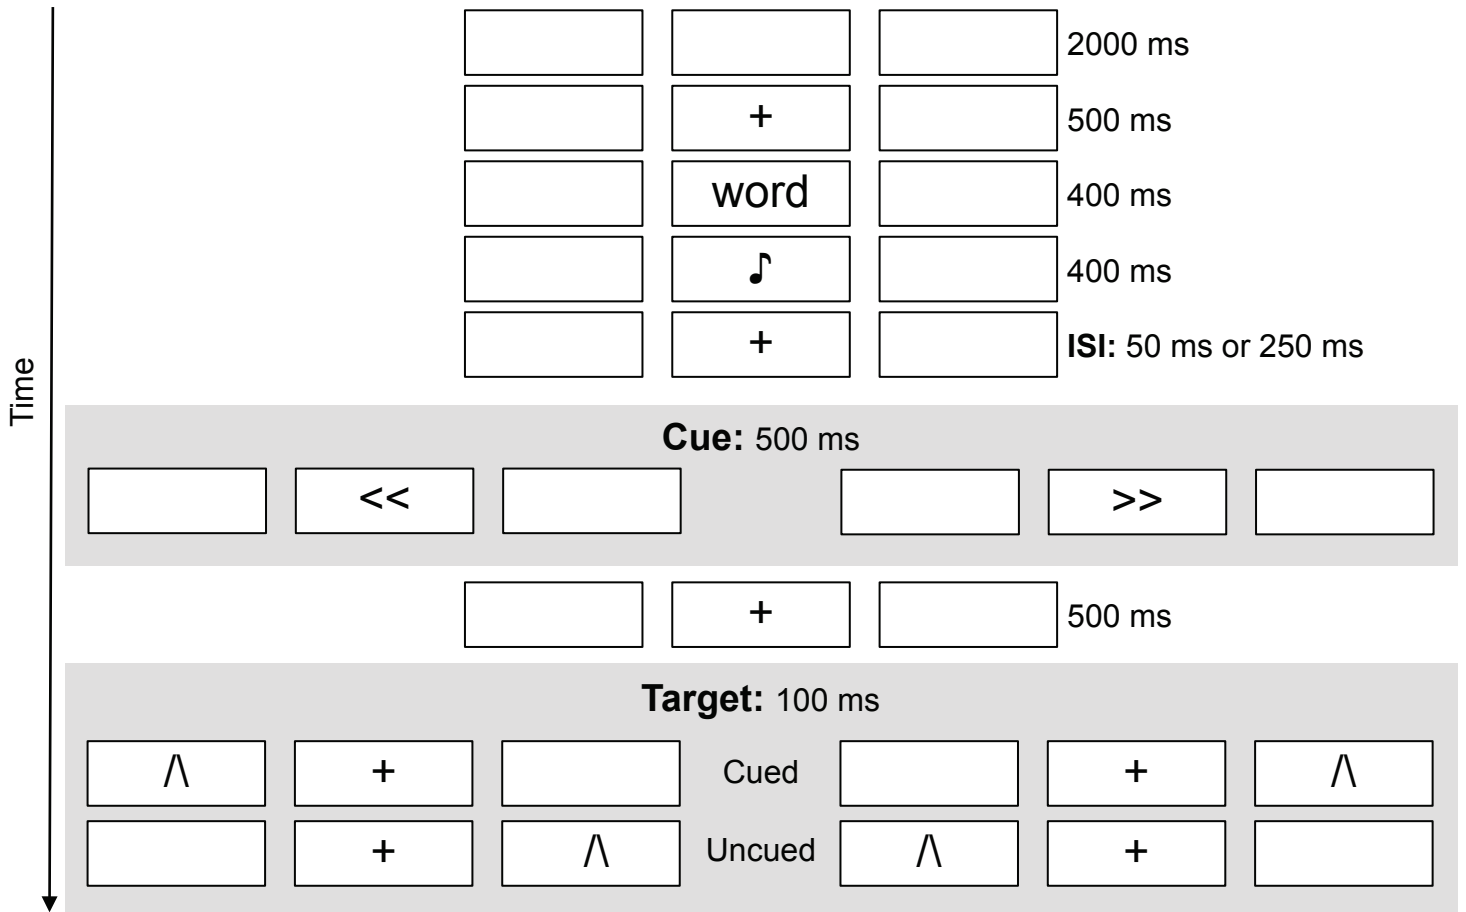 2000 ms
+ 500 ms
word 400 ms
♪ 400 ms
+ ISI: 50 ms or 250 ms
Time
Cue: 500 ms
<< >>
+ 500 ms
Target: 100 ms
/\ + Cued + /\
+ /\ Uncued /\ +